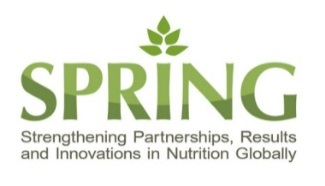 SPRING
Strengthening Partnerships, Results
and Innovations in Nutrition Globally